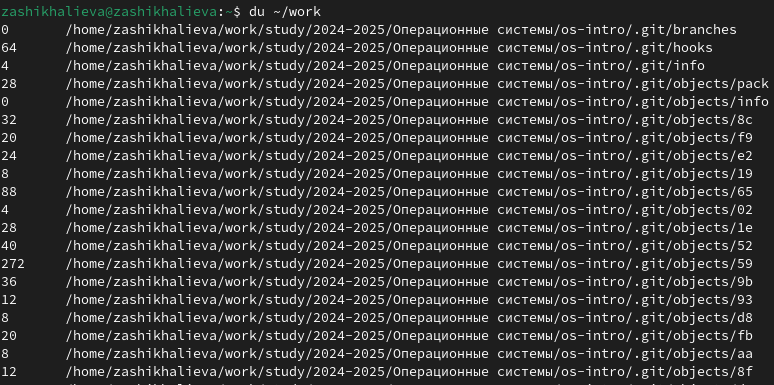 zashikhalieva@zashikhalieva:~$ du ~/work
0 /home/zashikhalieva/work/study/2024-2025/Операционные системы/os-intro/.git/branches
64 /home/zashikhalieva/work/study/2024-2025/Операционные системы/os-intro/.git/hooks
4 /home/zashikhalieva/work/study/2024-2025/Операционные системы/os-intro/.git/info
28 /home/zashikhalieva/work/study/2024-2025/Операционные системы/os-intro/.git/objects/pack
0 /home/zashikhalieva/work/study/2024-2025/Операционные системы/os-intro/.git/objects/info
32 /home/zashikhalieva/work/study/2024-2025/Операционные системы/os-intro/.git/objects/8c
20 /home/zashikhalieva/work/study/2024-2025/Операционные системы/os-intro/.git/objects/f9
24 /home/zashikhalieva/work/study/2024-2025/Операционные системы/os-intro/.git/objects/e2
8 /home/zashikhalieva/work/study/2024-2025/Операционные системы/os-intro/.git/objects/19
88 /home/zashikhalieva/work/study/2024-2025/Операционные системы/os-intro/.git/objects/65
4 /home/zashikhalieva/work/study/2024-2025/Операционные системы/os-intro/.git/objects/02
28 /home/zashikhalieva/work/study/2024-2025/Операционные системы/os-intro/.git/objects/1e
40 /home/zashikhalieva/work/study/2024-2025/Операционные системы/os-intro/.git/objects/52
272 /home/zashikhalieva/work/study/2024-2025/Операционные системы/os-intro/.git/objects/59
36 /home/zashikhalieva/work/study/2024-2025/Операционные системы/os-intro/.git/objects/9b
12 /home/zashikhalieva/work/study/2024-2025/Операционные системы/os-intro/.git/objects/93
8 /home/zashikhalieva/work/study/2024-2025/Операционные системы/os-intro/.git/objects/d8
20 /home/zashikhalieva/work/study/2024-2025/Операционные системы/os-intro/.git/objects/fb
8 /home/zashikhalieva/work/study/2024-2025/Операционные системы/os-intro/.git/objects/aa
12 /home/zashikhalieva/work/study/2024-2025/Операционные системы/os-intro/.git/objects/8f